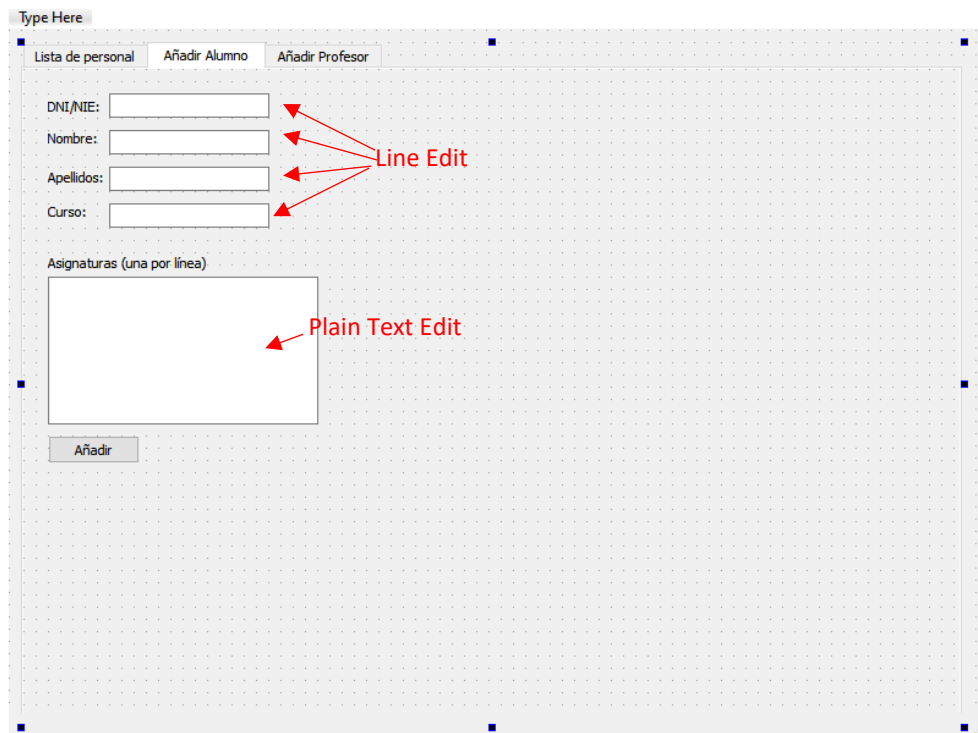 Type Here
Lista de personal Añadir Alumno Añadir Profesor
DNI/NIE:
Nombre:
Line Edit
Apellidos:
Curso:
Asignaturas (una por línea)
Plain Text Edit
Añadir